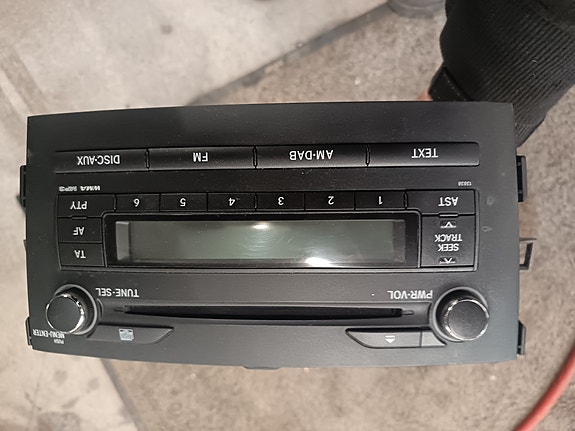 PWR-VOL
TUNE-SEL
PUSH
MENU-ENTER
SEEK
TRACK
TA
AF
AST
1
2
3
4
5
6
PTY
13838
WMA MP3
TEXT
AM-DAB
FM
DISC-AUX